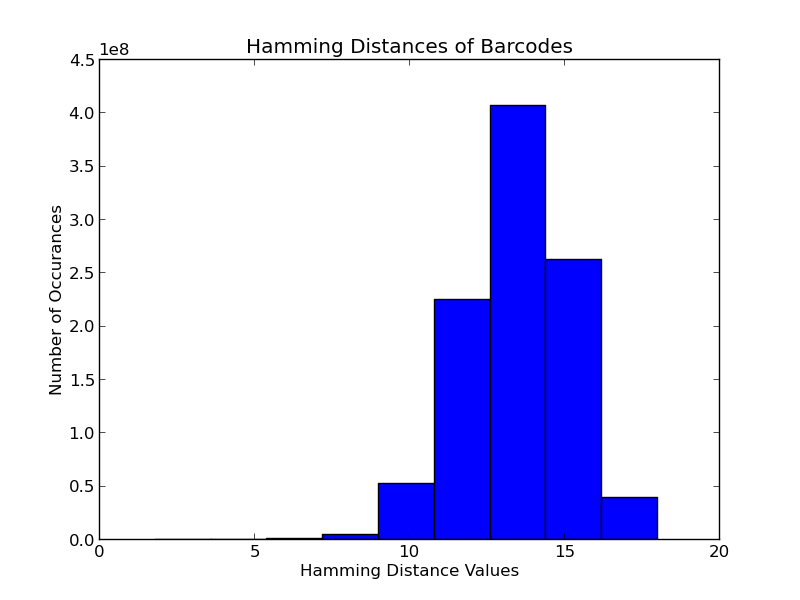 Hamming Distances of Barcodes
1e8
4.5
4.0
3.5
3.0
2.5
2.0
1.5
1.0
0.5
0.0
Number of Occurances
0 5 10 15 20
Hamming Distance Values